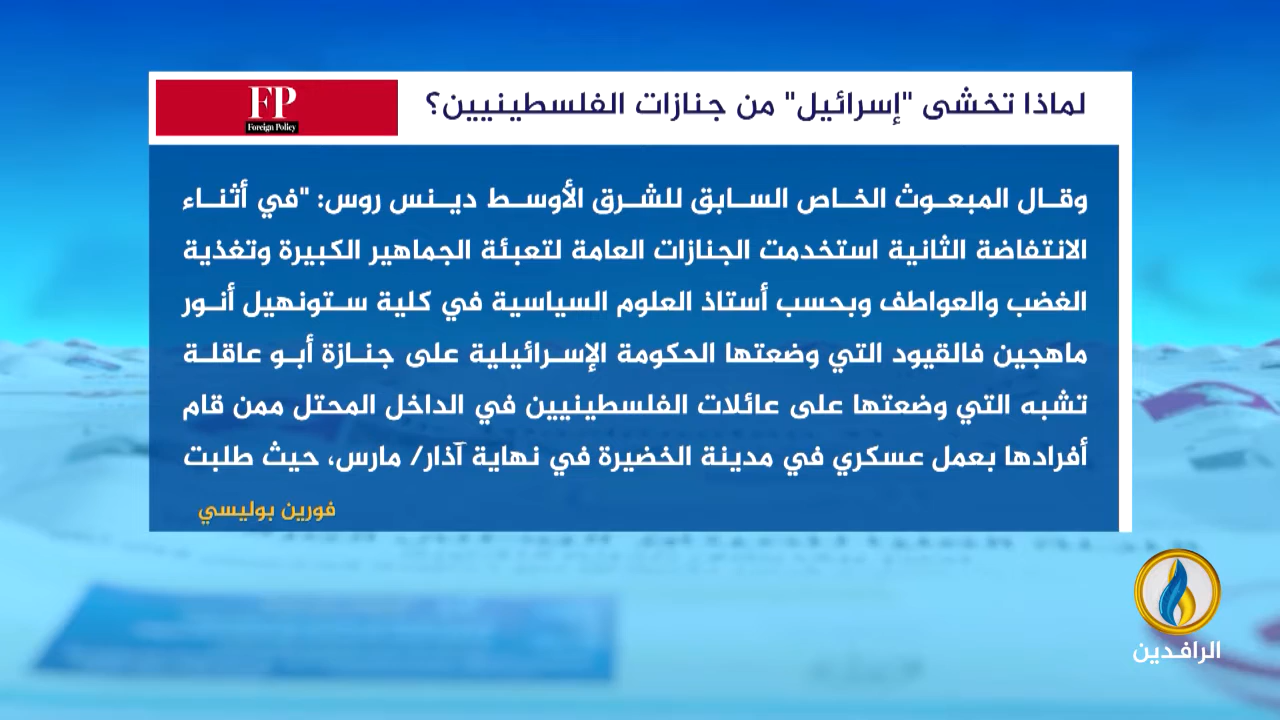 لماذا تخشى "إسرائيل" من جنازات الفلسطينيين؟
FP
Foreign Policy
وقال المبعوث الخاص السابق للشرق الأوسط دينس روس: "في أثناء
الانتفاضة الثانية استخدمت الجنازات العامة لتعبئة الجماهير الكبيرة وتغذية
الغضب والعواطف وبحسب أستاذ العلوم السياسية في كلية ستونهيل أنور
ماهجين فالقيود التي وضعتها الحكومة الإسرائيلية على جنازة أبو عاقلة
تشبه التي وضعتها على عائلات الفلسطينيين في الداخل المحتل ممن قام
أفرادها بعمل عسكري في مدينة الخضيرة في نهاية آذار/ مارس، حيث طلبت
فورين بوليسي
الرافدين